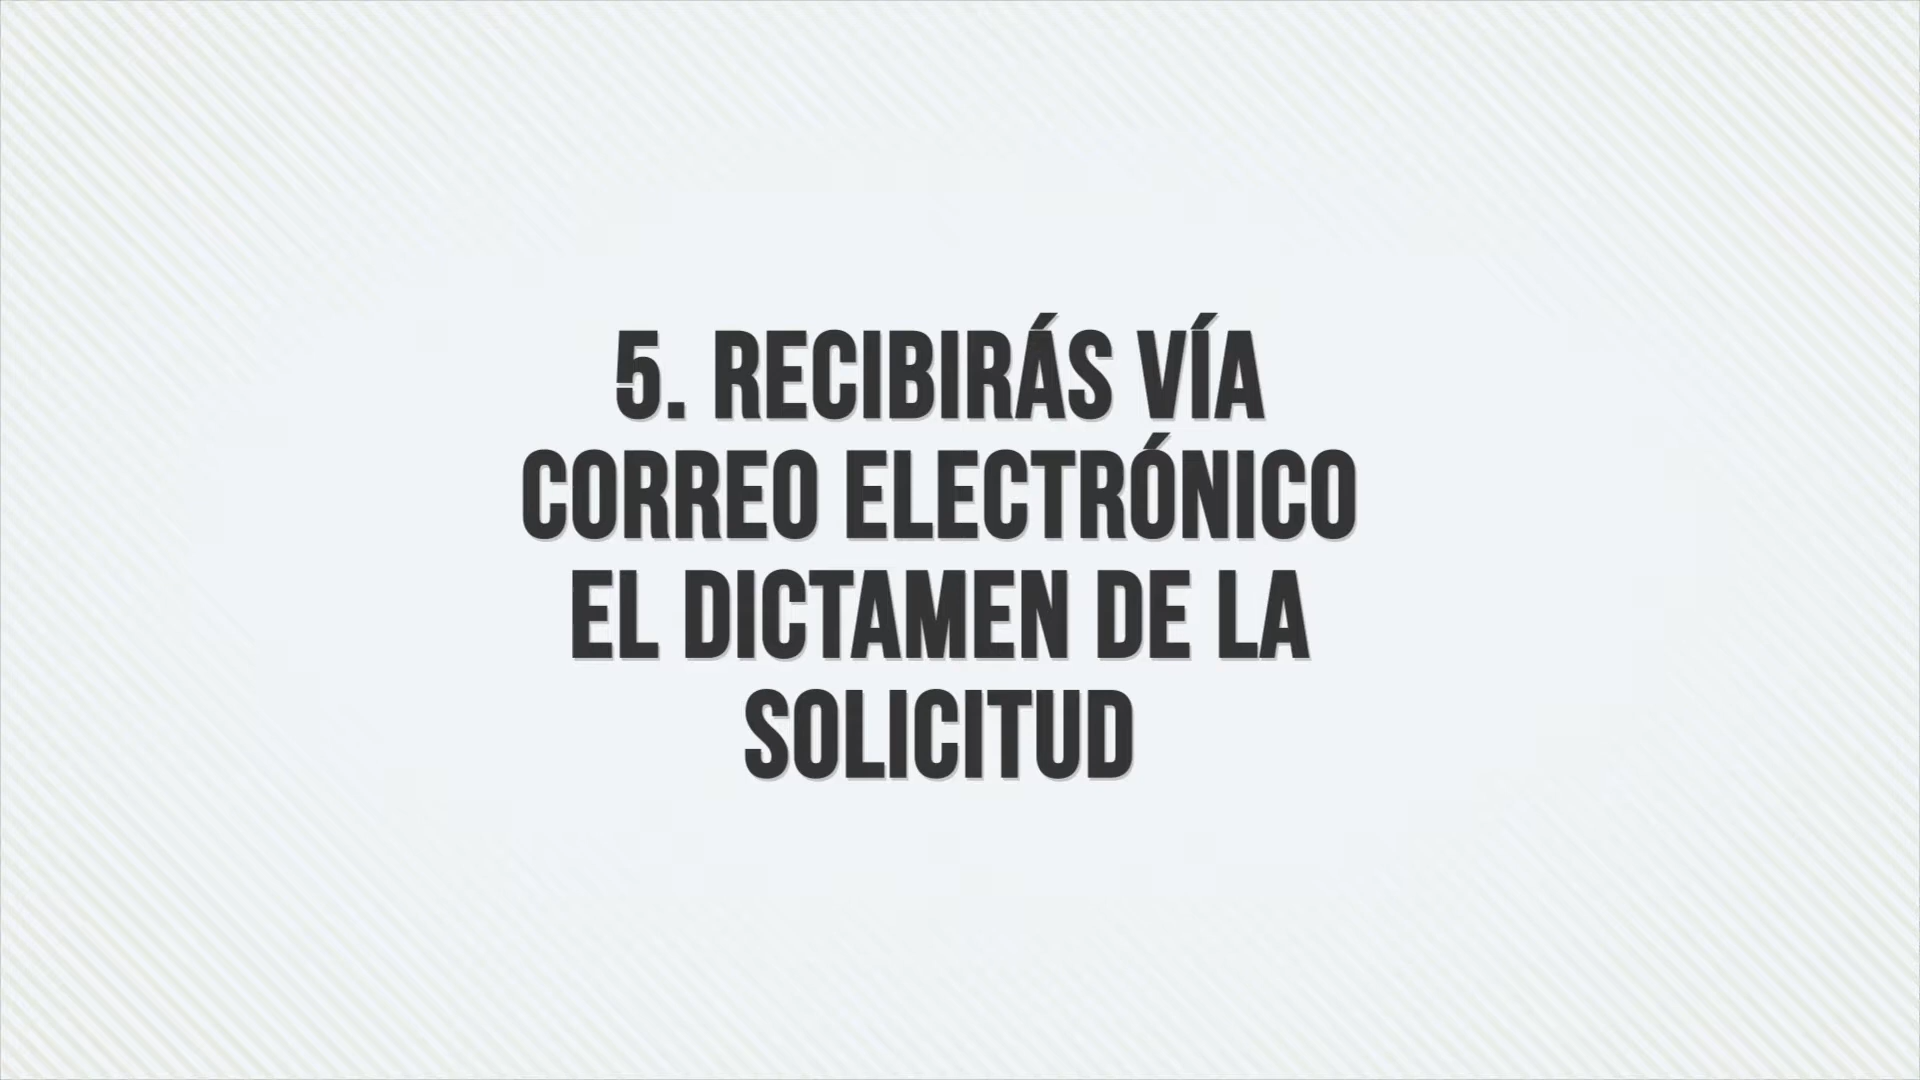 5. RECIBIRÁS VÍA
CORREO ELECTRÓNICO
EL DICTAMEN DE LA
SOLICITUD